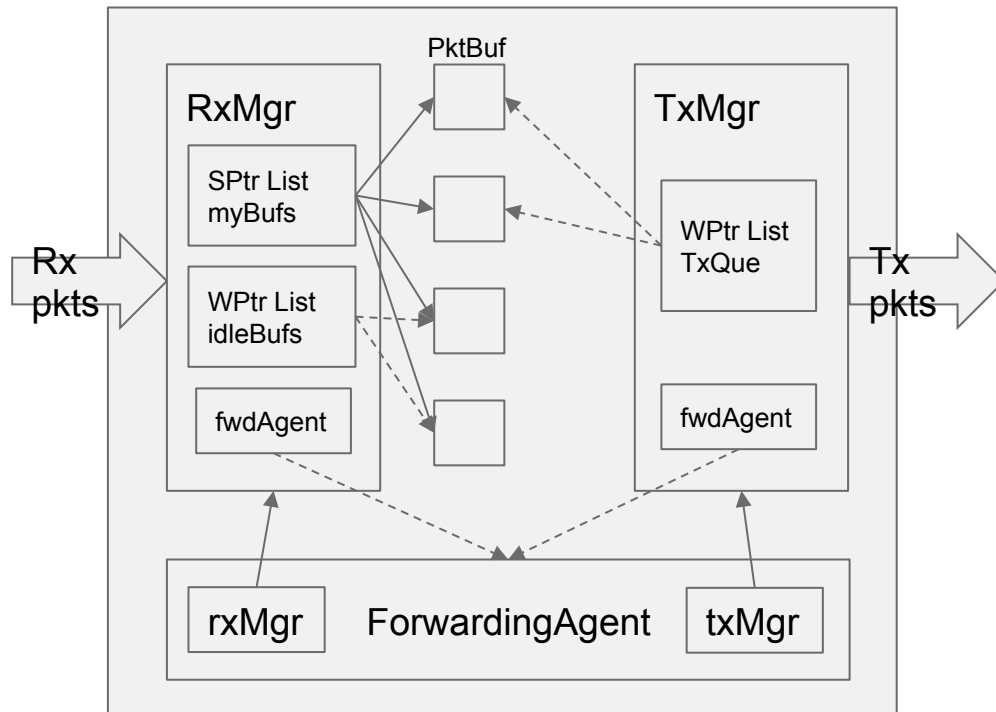 PktBuf
RxMgr
SPtr List
myBufs
WPtr List
idleBufs
fwdAgent
TxMgr
WPtr List
TxQue
fwdAgent
Rx
pkts
Tx
pkts
rxMgr
ForwardingAgent
txMgr